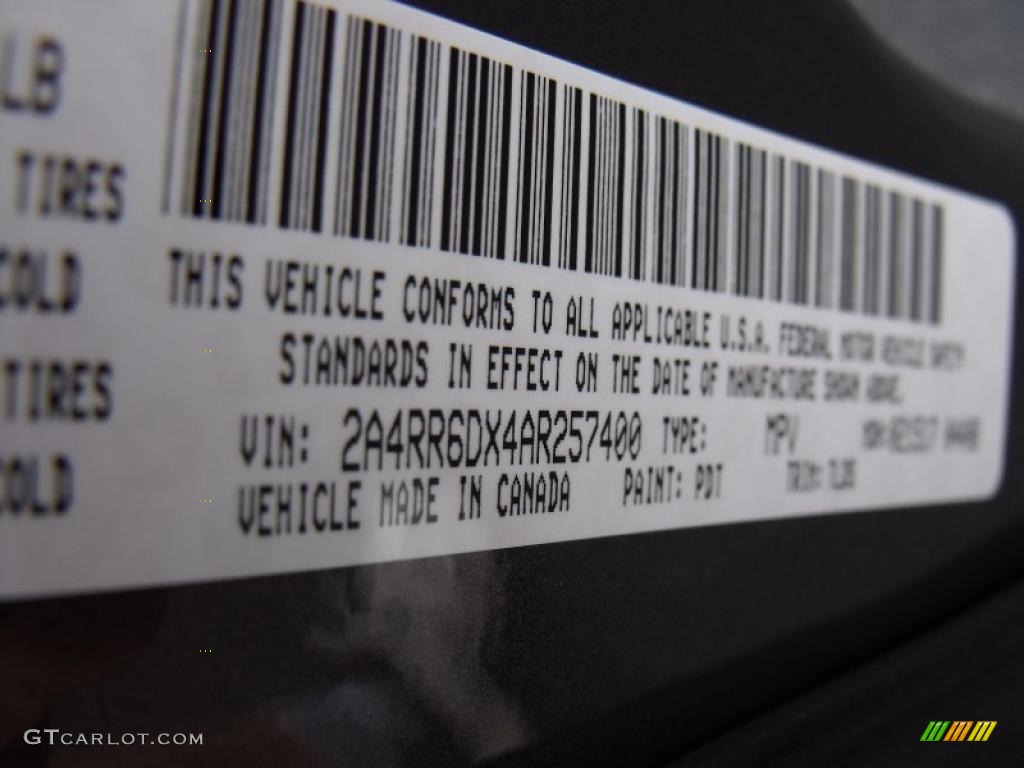 LB
TIRES
COLD
TIRES
COLD
THIS VEHICLE CONFORMS TO ALL APPLICABLE U.S.A. FEDERAL MOTOR VEHICLE SAFETY
STANDARDS IN EFFECT ON THE DATE OF MANUFACTURE SHOWN ABOVE.
VIN: 2A4RR6DX4AR257400 TYPE: MPV
VEHICLE MADE IN CANADA PAINT: PDT TRIM:
GTCARLOT.COM